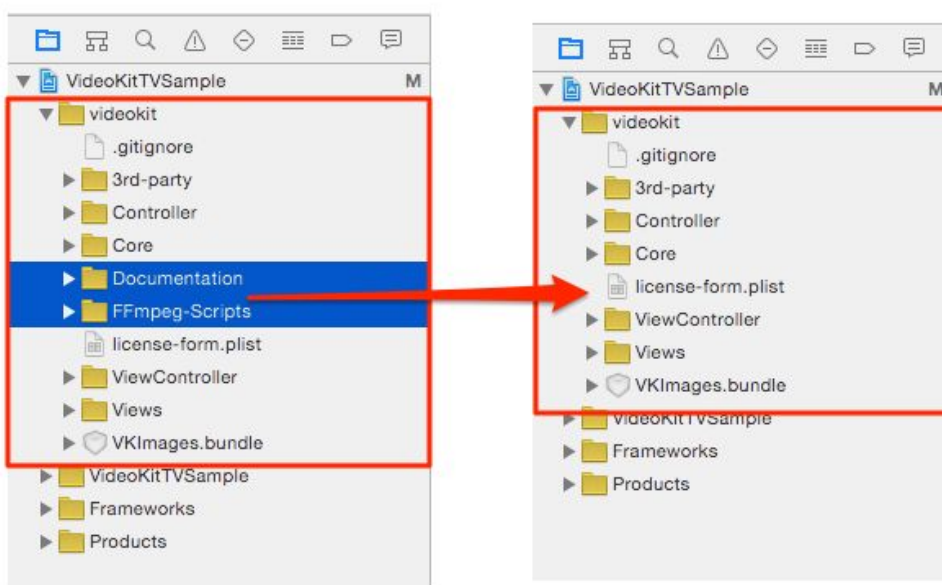 VideoKitTVSample M
videokit
.gitignore
3rd-party
Controller
Core
Documentation
FFmpeg-Scripts
license-form.plist
ViewController
Views
VKImages.bundle
VideoKitTVSample
Frameworks
Products
VideoKitTVSample M
videokit
.gitignore
3rd-party
Controller
Core
license-form.plist
ViewController
Views
VKImages.bundle
VideoKitTVSample
Frameworks
Products